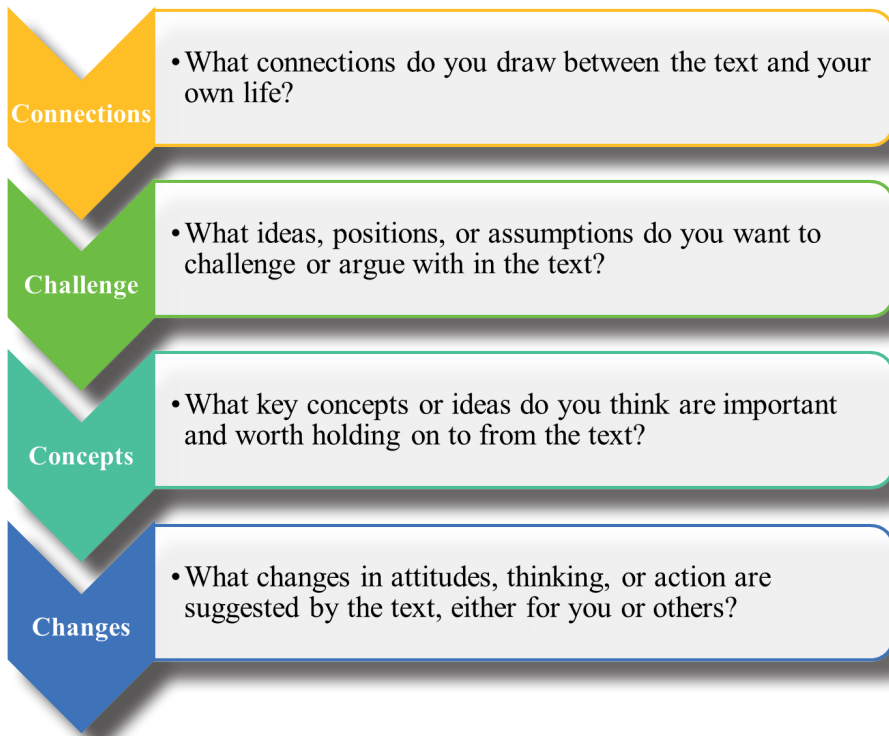 Connections
•What connections do you draw between the text and your
own life?
Challenge
•What ideas, positions, or assumptions do you want to
challenge or argue with in the text?
Concepts
•What key concepts or ideas do you think are important
and worth holding on to from the text?
Changes
•What changes in attitudes, thinking, or action are
suggested by the text, either for you or others?